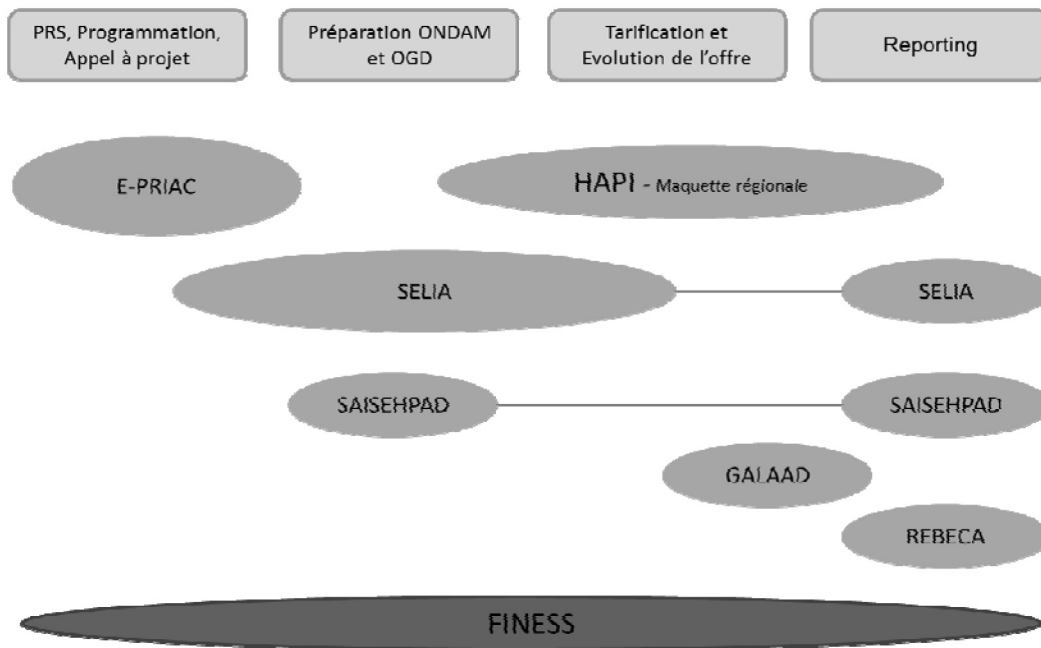 PRS, Programmation,
Appel à projet
Préparation ONDAM
et OGD
Tarification et
Evolution de l'offre
Reporting
E-PRIAC
HAPI - Maquette régionale
SELIA
SELIA
SAISEHPAD
SAISEHPAD
GALAAD
REBECA
FINESS